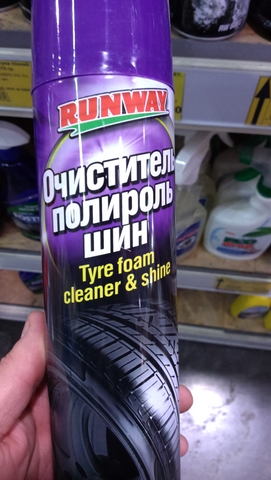 RUNWAY
Очиститель
полироль
шин
Tyre foam
cleaner & shine